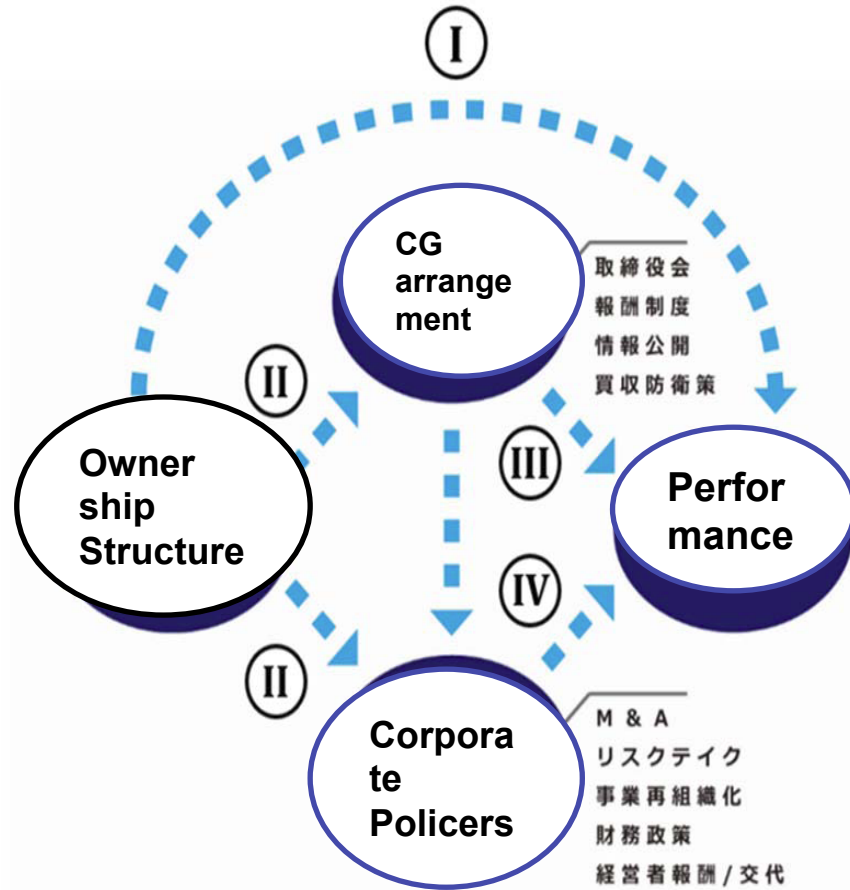 I
CG
arrange
ment
取締役会
報酬制度
情報公開
買収防衛策
II
Owner
ship
Structure
III
Perfor
mance
IV
II
Corpora
te
Policers
M & A
リスクテイク
事業再組織化
財務政策
経営者報酬/交代